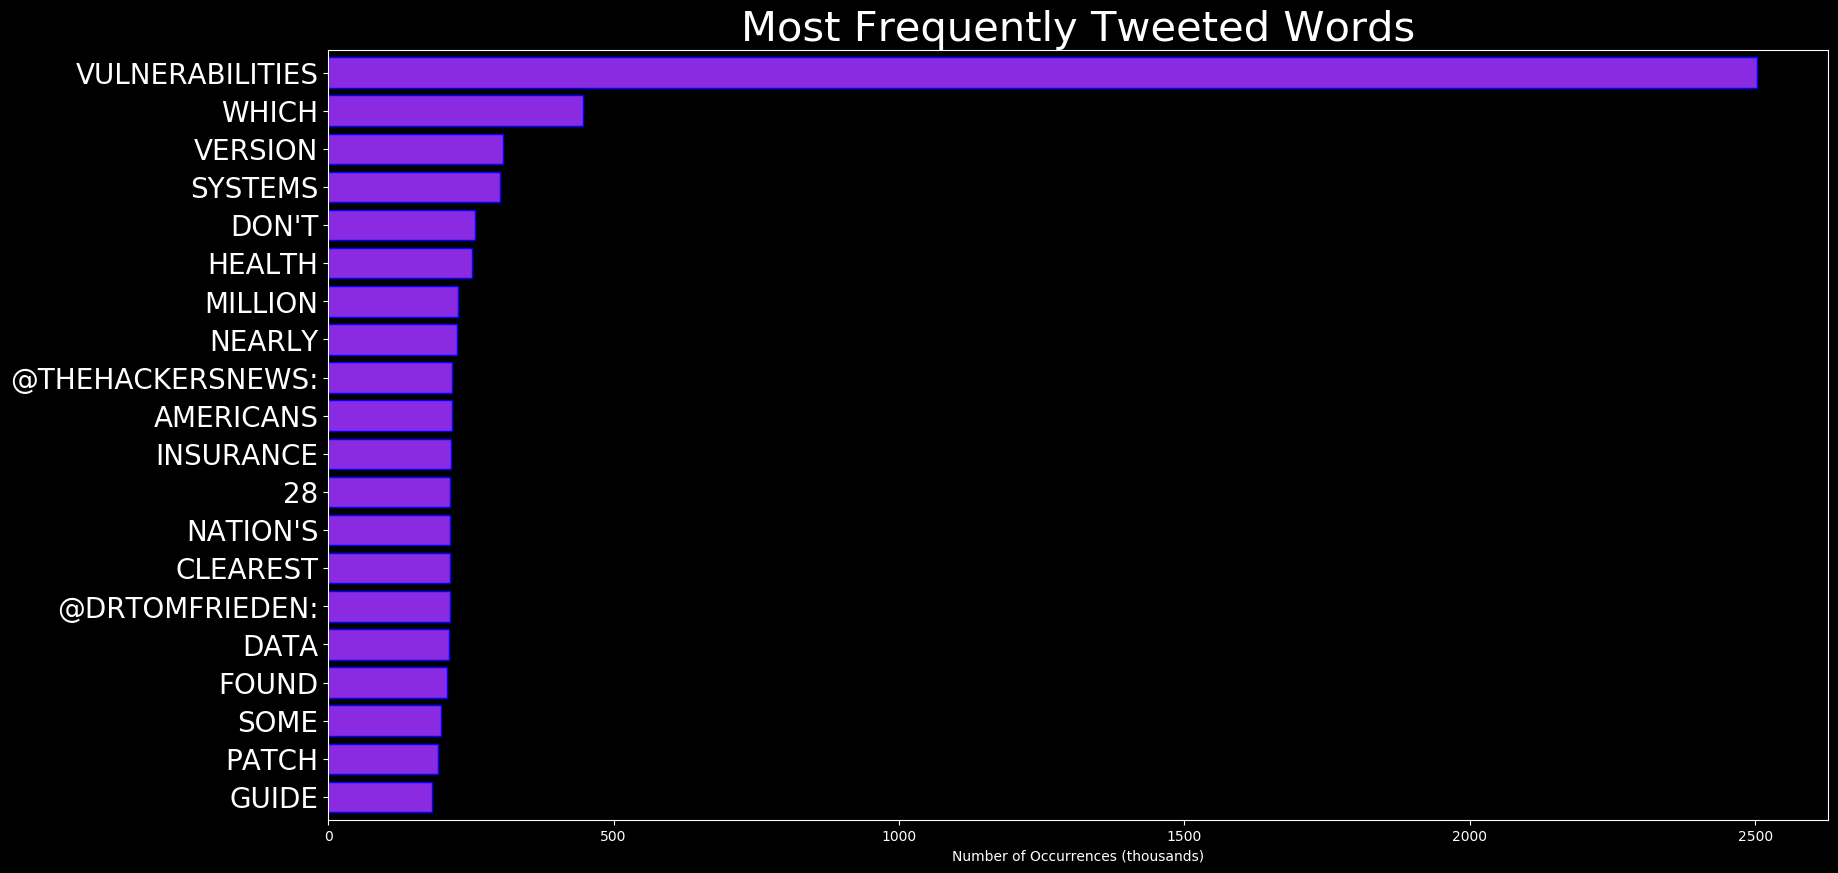 Most Frequently Tweeted Words
VULNERABILITIES
WHICH
VERSION
SYSTEMS
DON'T
HEALTH
MILLION
NEARLY
@THEHACKERSNEWS:
AMERICANS
INSURANCE
28
NATION'S
CLEAREST
@DRTOMFRIEDEN:
DATA
FOUND
SOME
PATCH
GUIDE
0 500 1000 1500 2000 2500
Number of Occurrences (thousands)